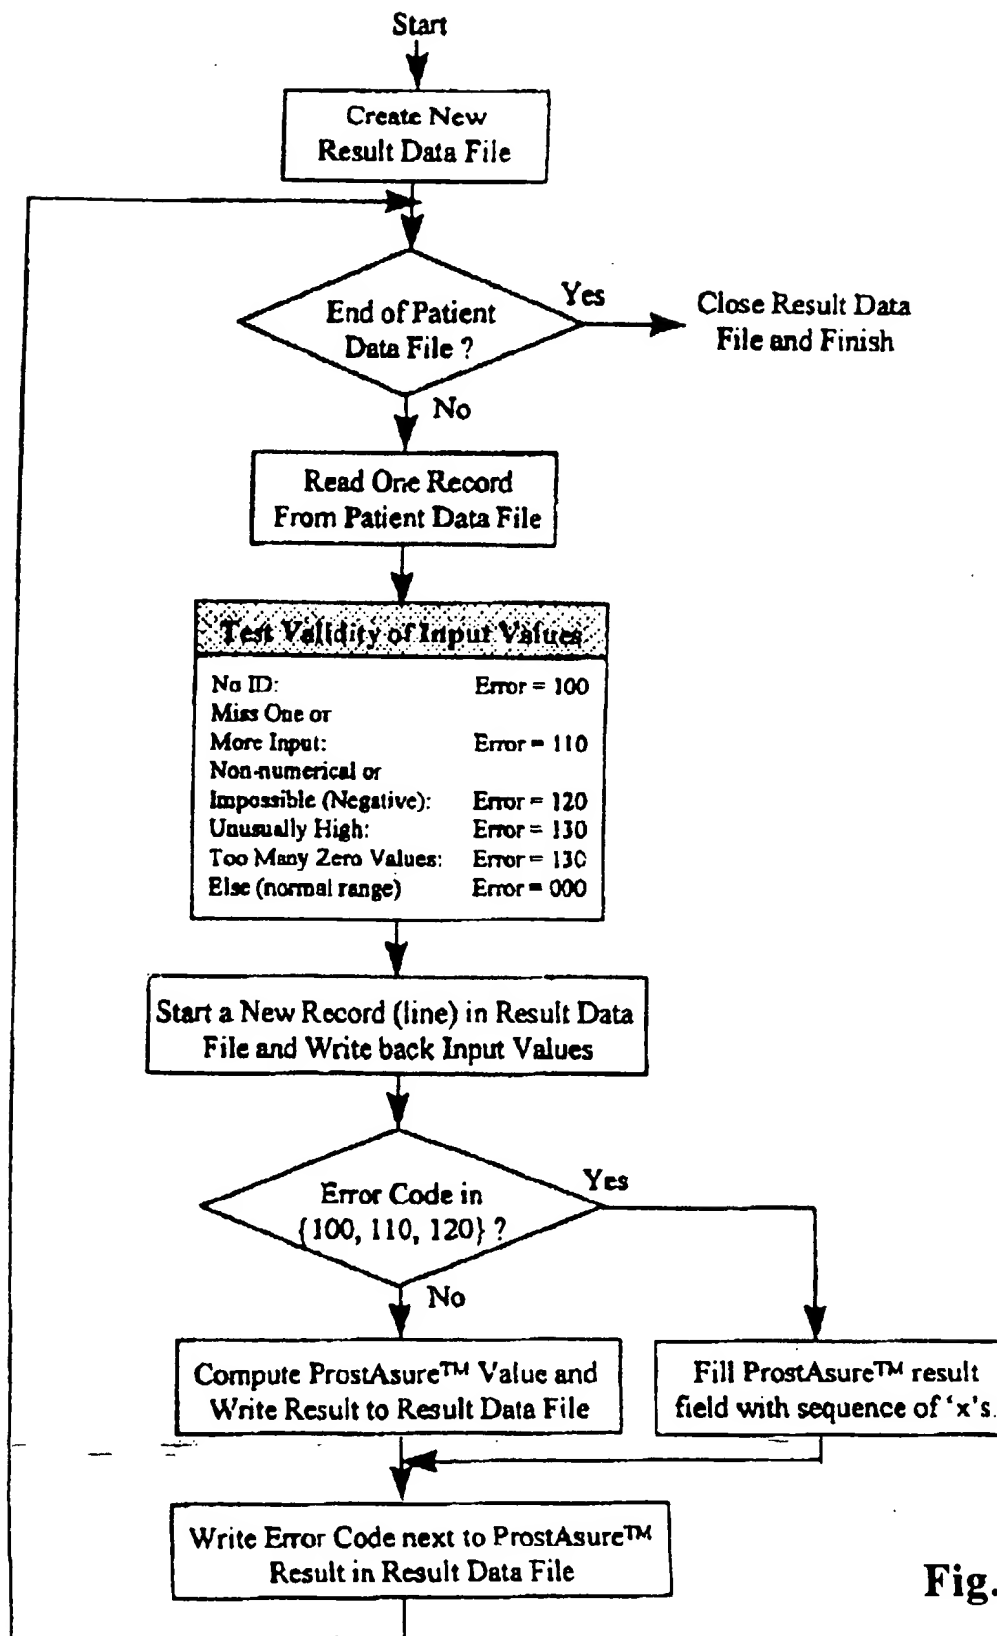 Start
Create New
Result Data File
End of Patient
Data File ?
Yes
Close Result Data
File and Finish
No
Read One Record
From Patient Data File
Test Validity of Input Values
No ID: Error = 100
Miss One or
More Input: Error = 110
Non-numerical or
Impossible (Negative): Error = 120
Unusually High: Error = 130
Too Many Zero Values: Error = 130
Else (normal range) Error = 000
Start a New Record (line) in Result Data
File and Write back Input Values
Error Code in
{100, 110, 120} ?
Yes
No
Compute ProstAsure™ Value and
Write Result to Result Data File
Fill ProstAsure™ result
field with sequence of ‘x’s.
Write Error Code next to ProstAsure™
Result in Result Data File
Fig.